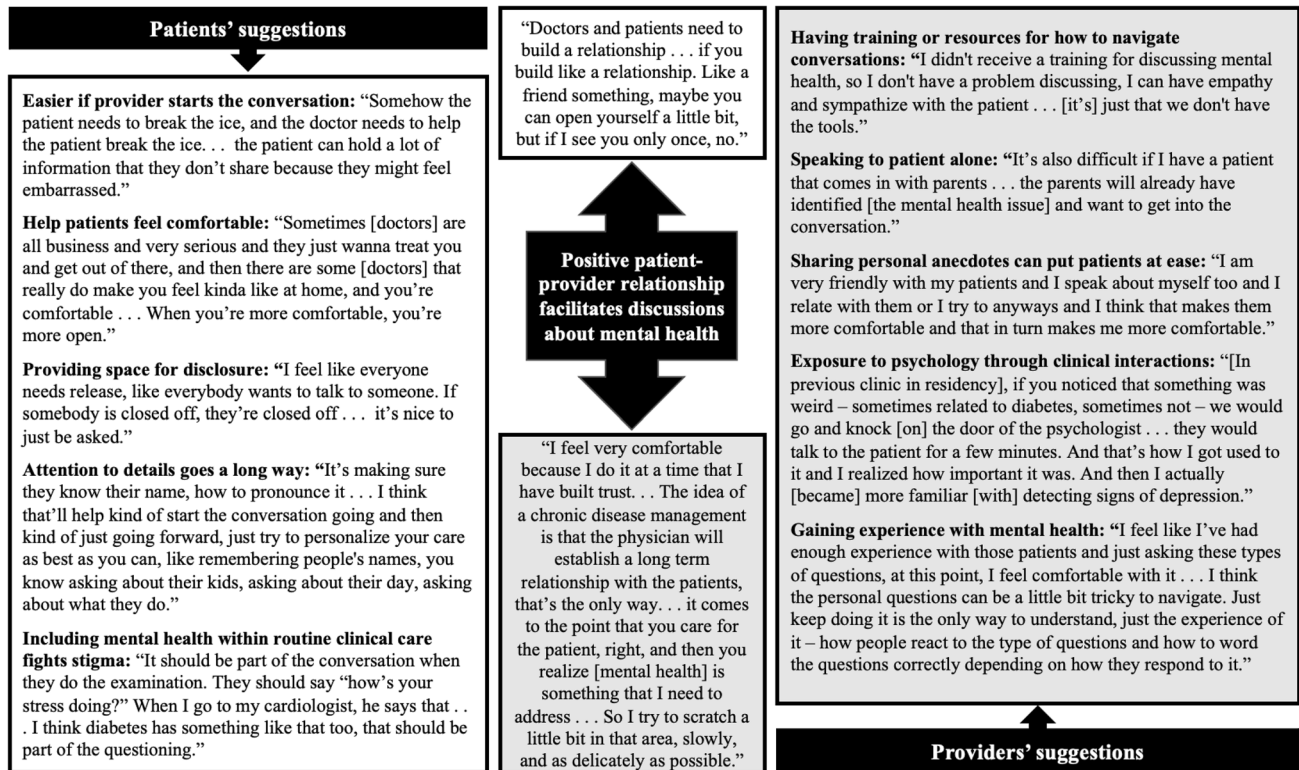 Patients’ suggestions
Easier if provider starts the conversation: “Somehow the
patient needs to break the ice, and the doctor needs to help
the patient break the ice. . .  the patient can hold a lot of
information that they don’t share because they might feel
embarrassed.”
Help patients feel comfortable: “Sometimes [doctors] are
all business and very serious and they just wanna treat you
and get out of there, and then there are some [doctors] that
really do make you feel kinda like at home, and you’re
comfortable . . . When you’re more comfortable, you’re
more open.”
Providing space for disclosure: “I feel like everyone
needs release, like everybody wants to talk to someone. If
somebody is closed off, they’re closed off . . . it’s nice to
just be asked.”
Attention to details goes a long way: “It’s making sure
they know their name, how to pronounce it . . . I think
that’ll help kind of start the conversation going and then
kind of just going forward, just try to personalize your care
as best as you can, like remembering people's names, you
know asking about their kids, asking about their day, asking
about what they do.”
Including mental health within routine clinical care
fights stigma: “It should be part of the conversation when
they do the examination. They should say “how’s your
stress doing?” When I go to my cardiologist, he says that . .
. I think diabetes has something like that too, that should be
part of the questioning.”
“Doctors and patients need to
build a relationship . . . if you
build like a relationship. Like a
friend something, maybe you
can open yourself a little bit,
but if I see you only once, no.”
Positive patient-
provider relationship
facilitates discussions
about mental health
“I feel very comfortable
because I do it at a time that I
have built trust. . . The idea of
a chronic disease management
is that the physician will
establish a long term
relationship with the patients,
that’s the only way. . . it comes
to the point that you care for
the patient, right, and then you
realize [mental health] is
something that I need to
address . . . So I try to scratch a
little bit in that area, slowly,
and as delicately as possible.”
Having training or resources for how to navigate
conversations: “I didn't receive a training for discussing mental
health, so I don't have a problem discussing, I can have empathy
and sympathize with the patient . . . [it's] just that we don't have
the tools.”
Speaking to patient alone: “It’s also difficult if I have a patient
that comes in with parents . . . the parents will already have
identified [the mental health issue] and want to get into the
conversation.”
Sharing personal anecdotes can put patients at ease: “I am
very friendly with my patients and I speak about myself too and I
relate with them or I try to anyways and I think that makes them
more comfortable and that in turn makes me more comfortable.”
Exposure to psychology through clinical interactions: “[In
previous clinic in residency], if you noticed that something was
weird – sometimes related to diabetes, sometimes not – we would
go and knock [on] the door of the psychologist . . . they would
talk to the patient for a few minutes. And that’s how I got used to
it and I realized how important it was. And then I actually
[became] more familiar [with] detecting signs of depression.”
Gaining experience with mental health: “I feel like I’ve had
enough experience with those patients and just asking these types
of questions, at this point, I feel comfortable with it . . . I think
the personal questions can be a little bit tricky to navigate. Just
keep doing it is the only way to understand, just the experience of
it – how people react to the type of questions and how to word
the questions correctly depending on how they respond to it.”
Providers’ suggestions